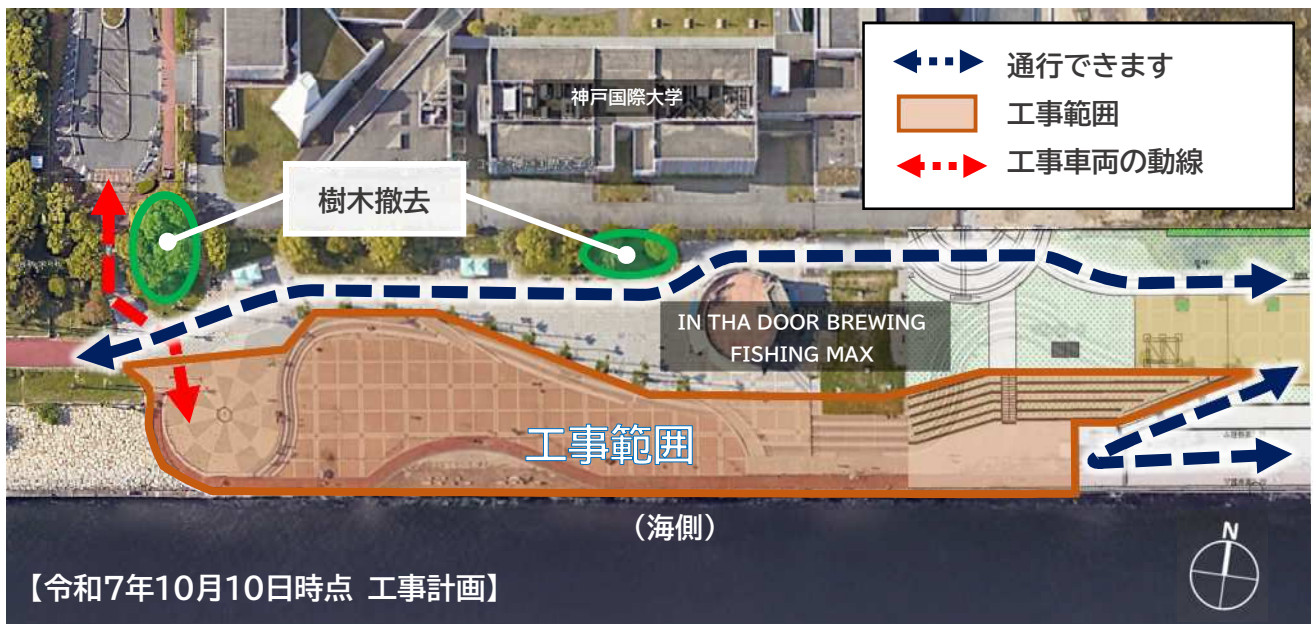 神戸国際大学
通行できます
工事範囲
工事車両の動線
樹木撤去
IN THA DOOR BREWING
FISHING MAX
工事範囲
（海側）
N
【令和7年10月10日時点 工事計画】